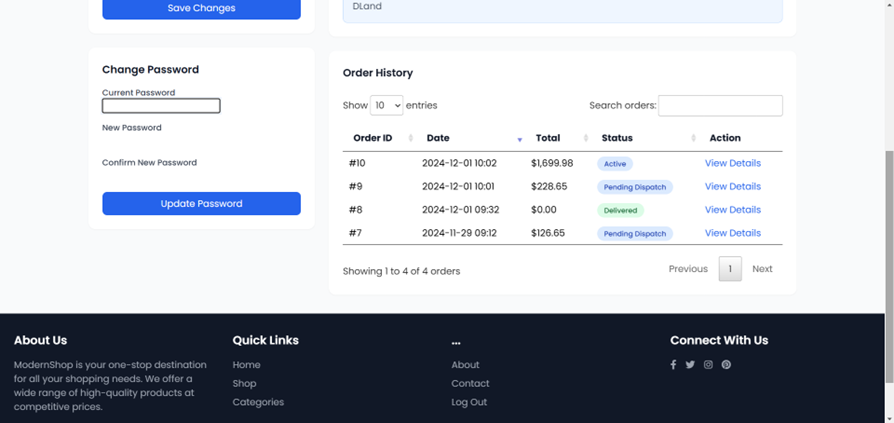 Save Changes
DLand
Change Password
Current Password
New Password
Confirm New Password
Update Password
Order History
Show 10 entries
Search orders:
Order ID Date Total Status Action
#10 2024-12-01 10:02 $1,699.98 Active View Details
#9 2024-12-01 10:01 $228.65 Pending Dispatch View Details
#8 2024-12-01 09:32 $0.00 Delivered View Details
#7 2024-11-29 09:12 $126.65 Pending Dispatch View Details
Showing 1 to 4 of 4 orders
Previous 1 Next
About Us
ModernShop is your one-stop destination
for all your shopping needs. We offer a
wide range of high-quality products at
competitive prices.
Quick Links
Home
Shop
Categories
...
About
Contact
Log Out
Connect With Us